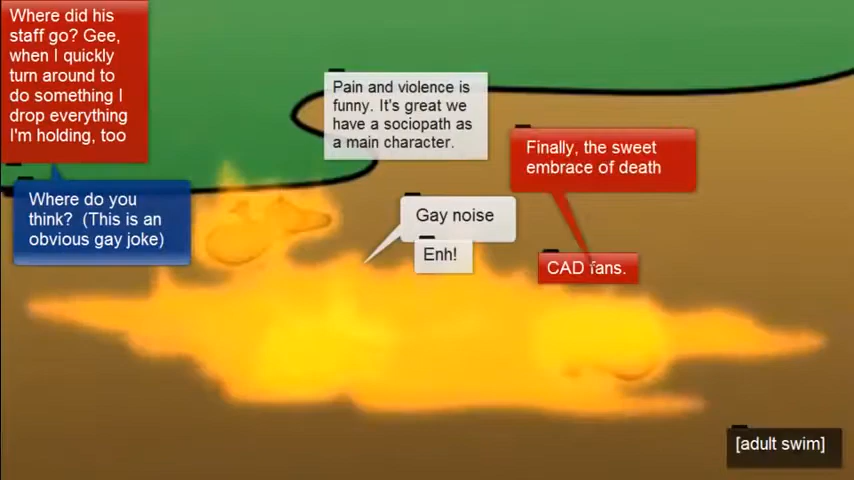 Where did his
staff go? Gee,
when I quickly
turn around to
do something I
drop everything
I'm holding, too
Pain and violence is
funny. It's great we
have a sociopath as
a main character.
Finally, the sweet
embrace of death
Where do you
think? (This is an
obvious gay joke)
Gay noise
Enh!
CAD fans.
[adult swim]